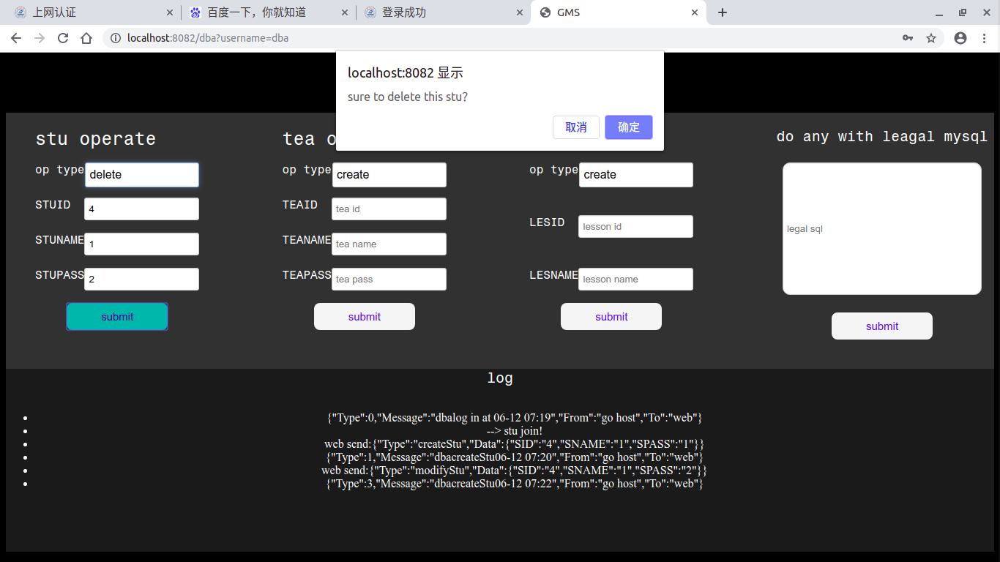 上网认证
百度一下，你就知道
登录成功
GMS
localhost:8082/dba?username=dba
localhost:8082 显示
sure to delete this stu?
取消
确定
stu operate
op type
delete
STUID
4
STUNAME
1
STUPASS
2
submit
tea o
op type
create
TEAID
tea id
TEANAME
tea name
TEAPASS
tea pass
submit
op type
create
LESID
lesson id
LESNAME
lesson name
submit
do any with leagal mysql
legal sql
submit
log
{"Type":0,"Message":"dbalog in at 06-12 07:19","From":"go host","To":"web"}
--> stu join!
web send:{"Type":"createStu","Data":{"SID":"4","SNAME":"1","SPASS":"1"}}
{"Type":1,"Message":"dbacreateStu06-12 07:20","From":"go host","To":"web"}
web send:{"Type":"modifyStu","Data":{"SID":"4","SNAME":"1","SPASS":"2"}}
{"Type":3,"Message":"dbacreateStu06-12 07:22","From":"go host","To":"web"}